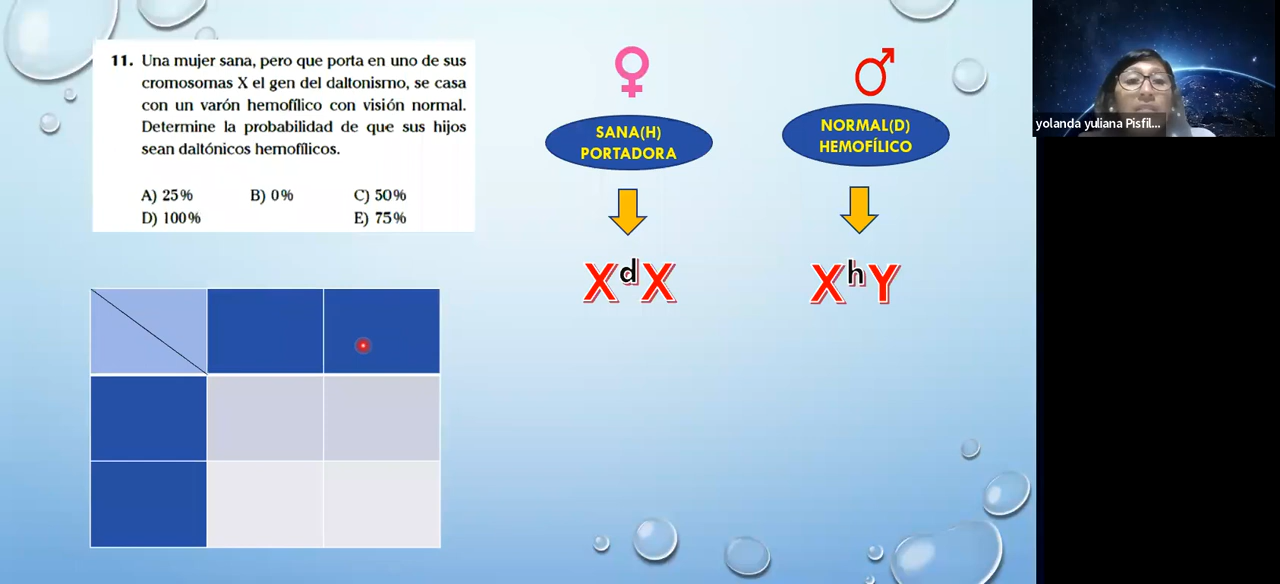 11. Una mujer sana, pero que porta en uno de sus
cromosomas X el gen del daltonismo, se casa
con un varón hemofílico con visión normal.
Determine la probabilidad de que sus hijos
sean daltónicos hemofílicos.
A) 25% B) 0% C) 50%
D) 100% E) 75%
SANA(H)
PORTADORA
XdX
NORMAL(D)
HEMOFÍLICO
XhY
yolanda yuliana Pisfil...